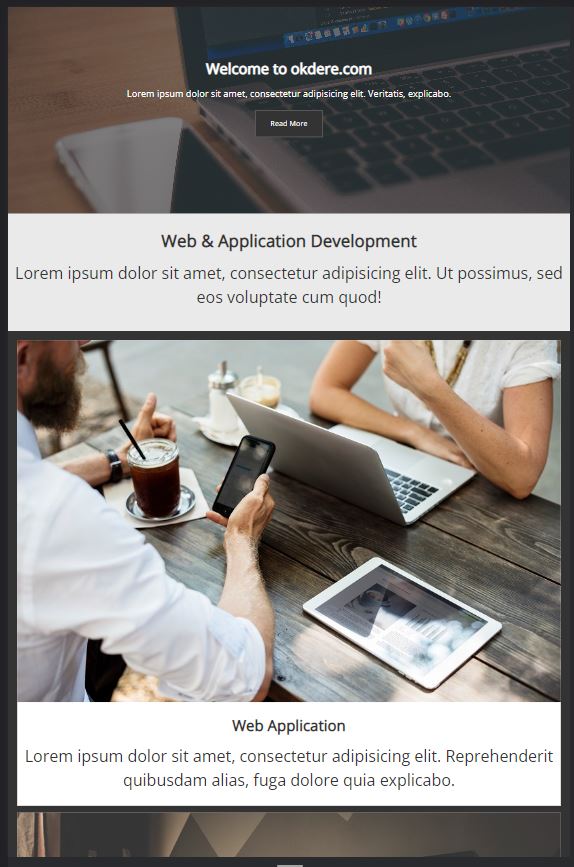 Welcome to okdere.com
Lorem ipsum dolor sit amet, consectetur adipisicing elit. Veritatis, explicabo.
Read More
Web & Application Development
Lorem ipsum dolor sit amet, consectetur adipisicing elit. Ut possimus, sed
eos voluptate cum quod!
Web Application
Lorem ipsum dolor sit amet, consectetur adipisicing elit. Reprehenderit
quibusdam alias, fuga dolore quia explicabo.